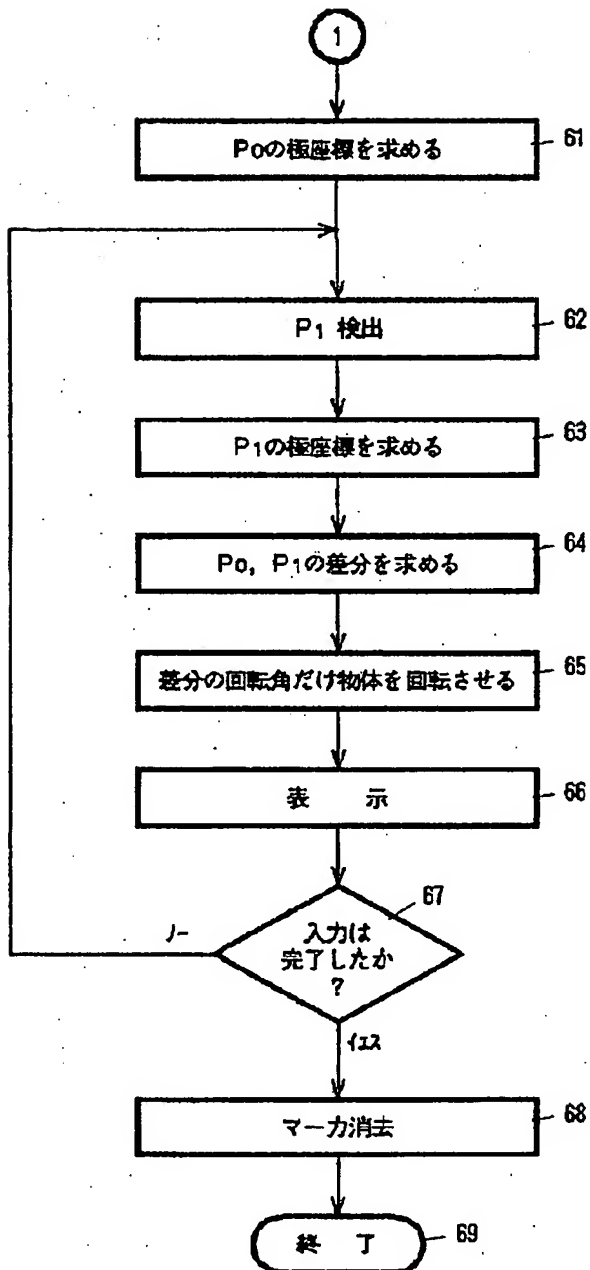 1
P₀の極座標を求める
61
P₁ 検出
62
P₁の極座標を求める
63
P₀, P₁の差分を求める
64
差分の回転角だけ物体を回転させる
65
表 示
66
67
入力は
完了したか
?
ノー
イエス
マーカ消去
68
終 了
69